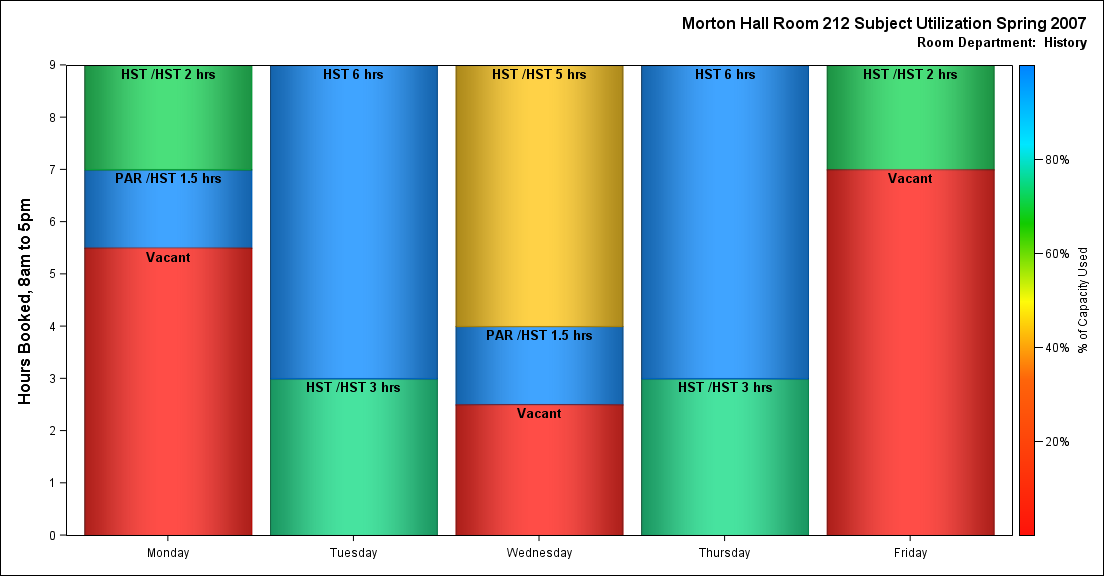 Morton Hall Room 212 Subject Utilization Spring 2007
Room Department: History
Hours Booked, 8am to 5pm
9
8
7
6
5
4
3
2
1
0
HST /HST 2 hrs
PAR /HST 1.5 hrs
Vacant
HST 6 hrs
HST /HST 3 hrs
HST /HST 5 hrs
PAR /HST 1.5 hrs
Vacant
HST 6 hrs
HST /HST 3 hrs
HST /HST 2 hrs
Vacant
Monday
Tuesday
Wednesday
Thursday
Friday
80%
60%
40%
20%
% of Capacity Used